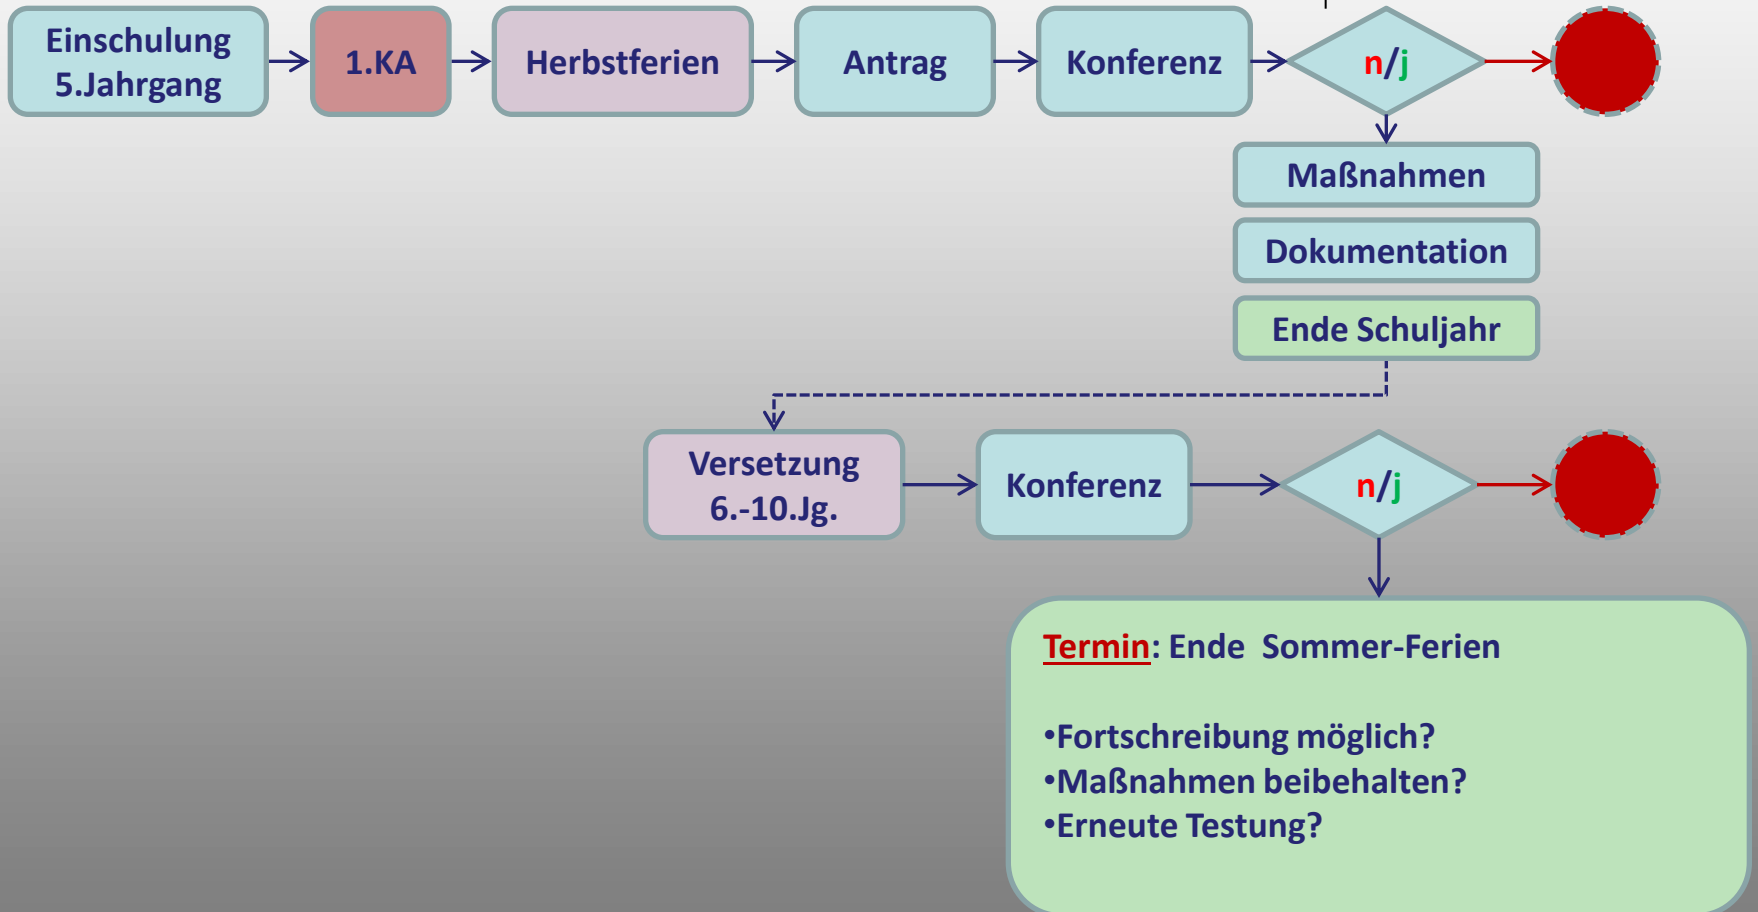 Einschulung
5.Jahrgang
1.KA
Herbstferien
Antrag
Konferenz
n/j
Maßnahmen
Dokumentation
Ende Schuljahr
Versetzung
6.-10.Jg.
Konferenz
n/j
Termin: Ende  Sommer-Ferien
•Fortschreibung möglich?
•Maßnahmen beibehalten?
•Erneute Testung?